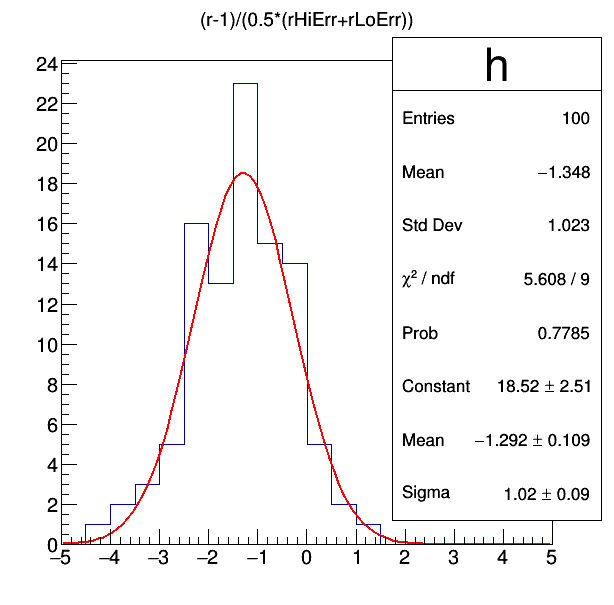 (r-1)/(0.5*(rHiErr+rLoErr))
h
Entries 100
Mean −1.348
Std Dev 1.023
χ² / ndf 5.608 / 9
Prob 0.7785
Constant 18.52 ± 2.51
Mean −1.292 ± 0.109
Sigma 1.02 ± 0.09
24
22
20
18
16
14
12
10
8
6
4
2
0
−5 −4 −3 −2 −1 0 1 2 3 4 5